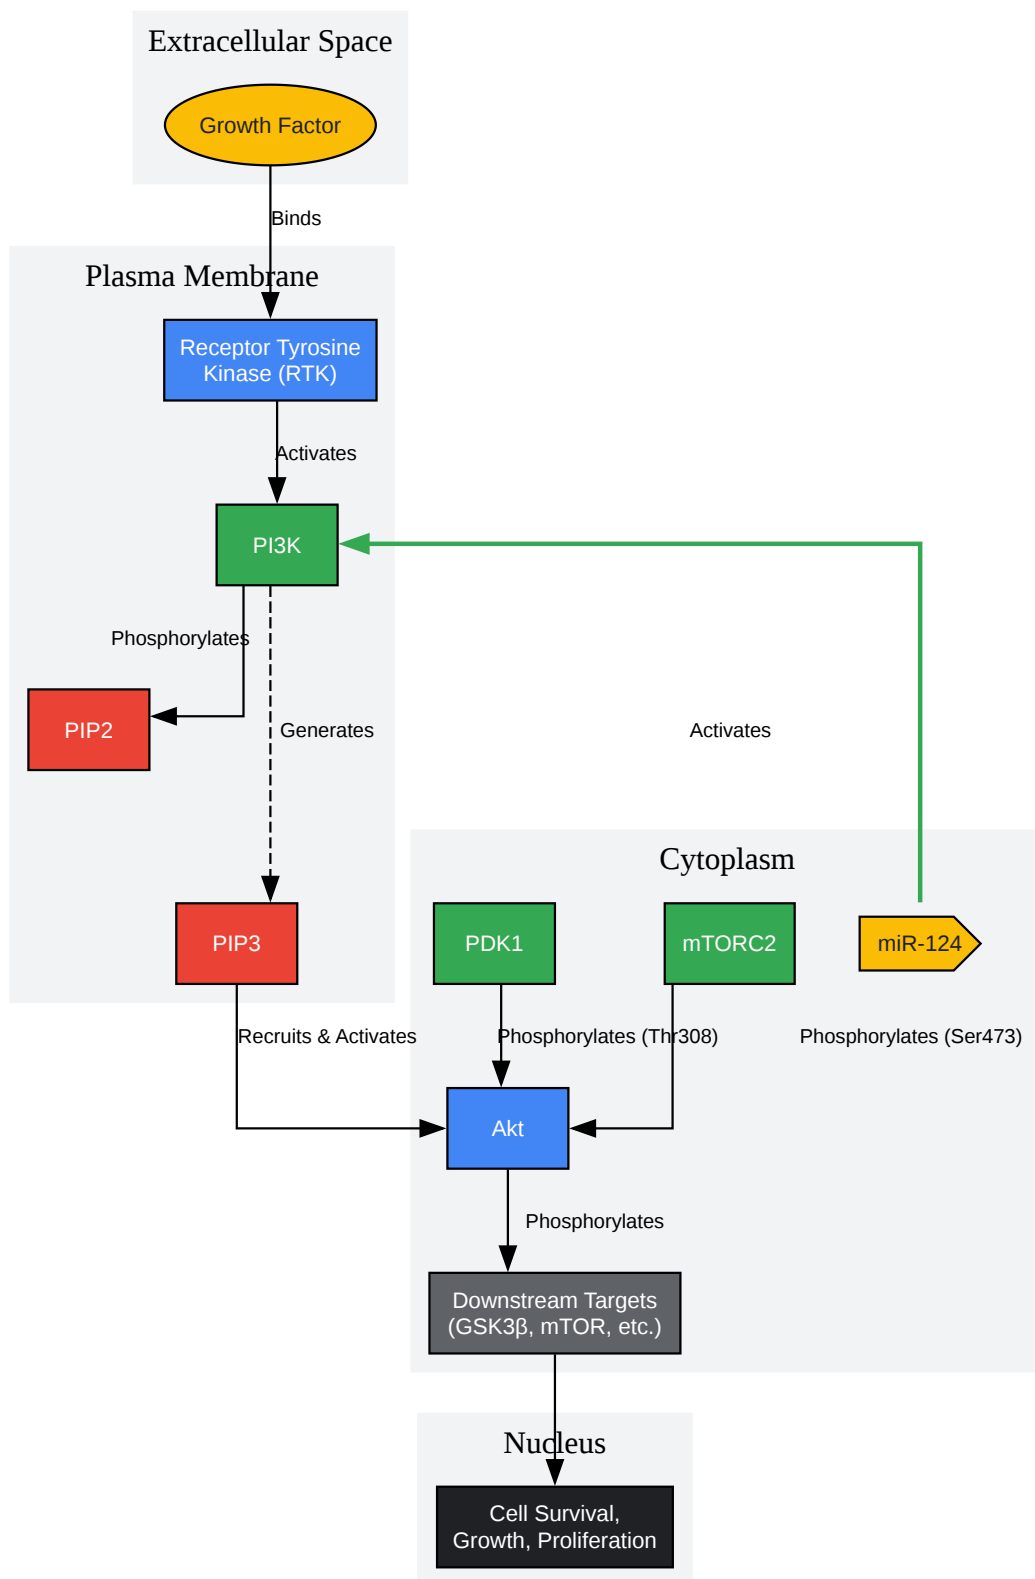 Extracellular Space
Growth Factor
Binds
Plasma Membrane
Receptor Tyrosine
Kinase (RTK)
Activates
PI3K
Phosphorylates
PIP2
Generates
Activates
Cytoplasm
PIP3
PDK1
mTORC2
miR-124
Recruits & Activates
Phosphorylates (Thr308)
Phosphorylates (Ser473)
Akt
Phosphorylates
Downstream Targets
(GSK3β, mTOR, etc.)
Nucleus
Cell Survival,
Growth, Proliferation